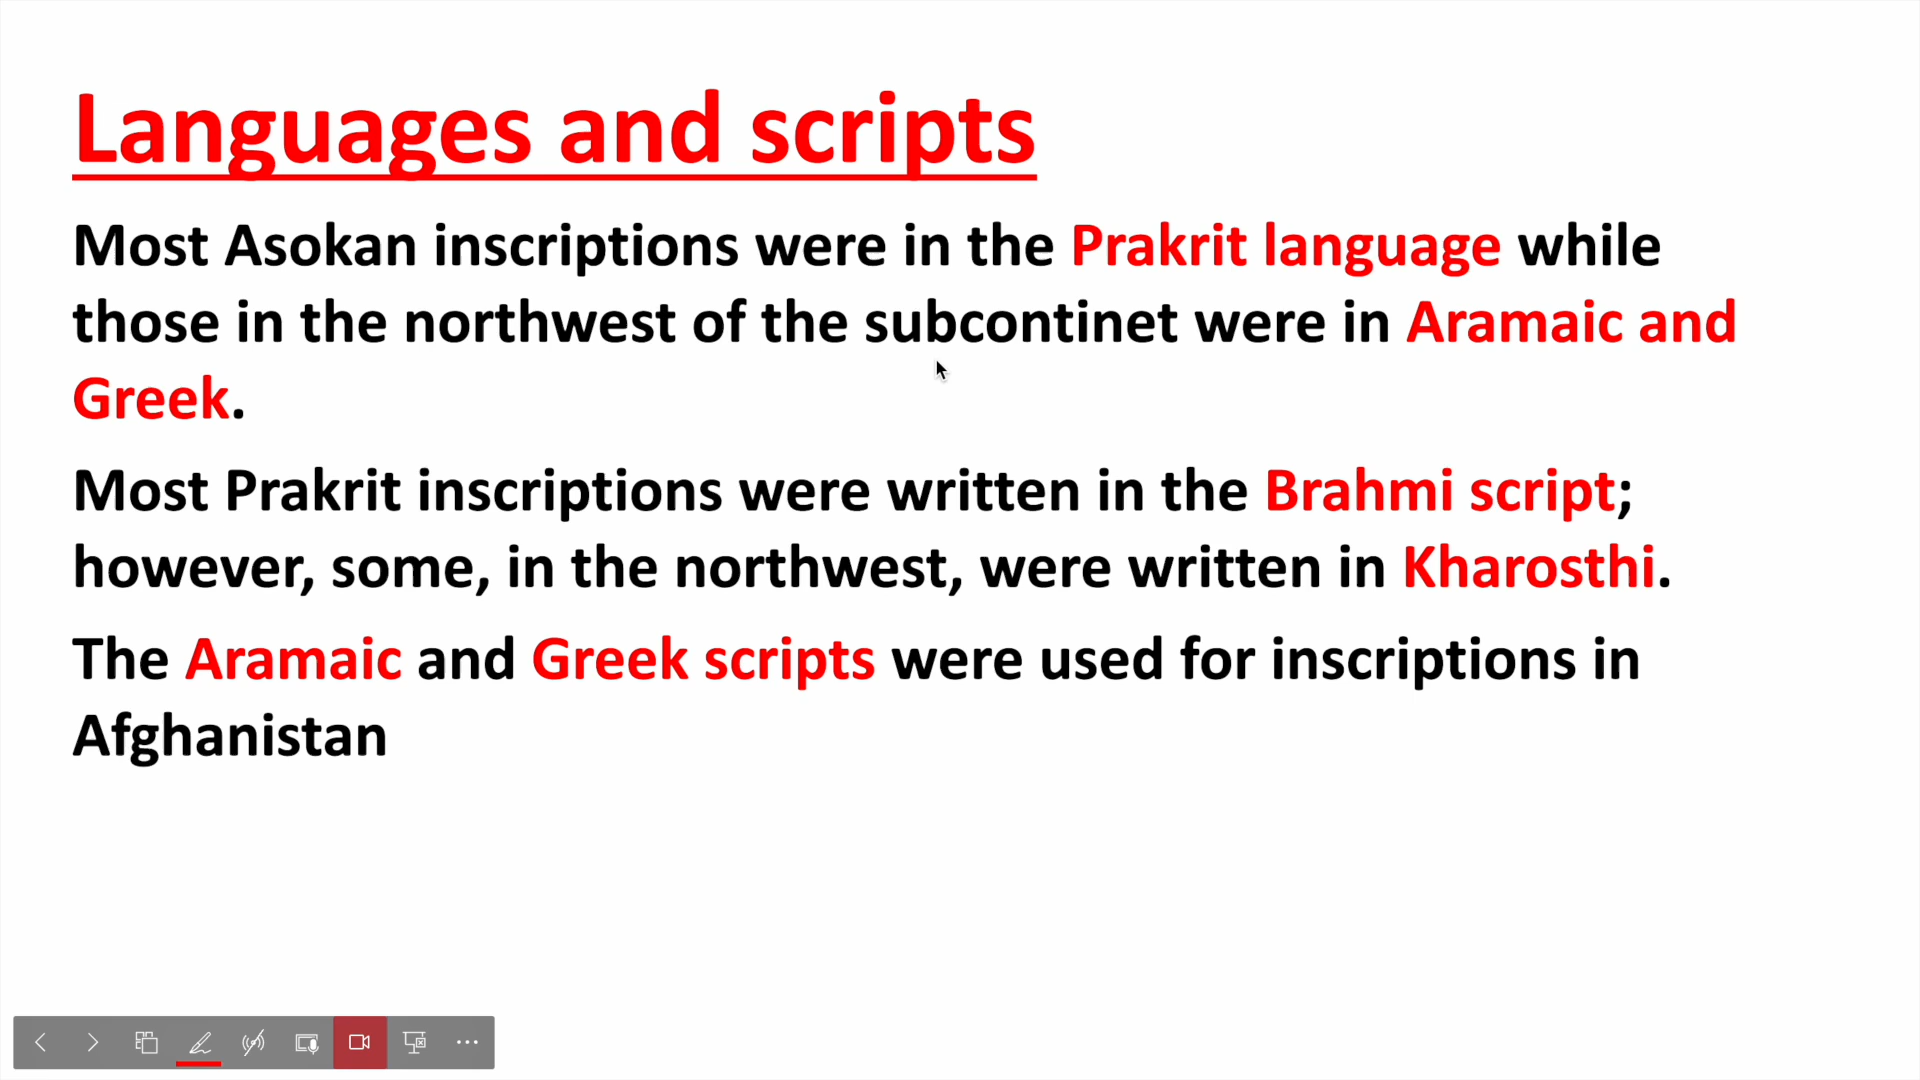 Languages and scripts
Most Asokan inscriptions were in the Prakrit language while
those in the northwest of the subcontinet were in Aramaic and
Greek.
Most Prakrit inscriptions were written in the Brahmi script;
however, some, in the northwest, were written in Kharosthi.
The Aramaic and Greek scripts were used for inscriptions in
Afghanistan